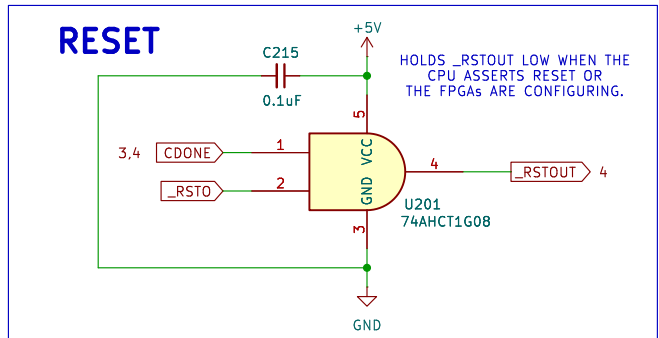 RESET
+5V
C215
0.1uF
HOLDS _RSTOUT LOW WHEN THE
CPU ASSERTS RESET OR
THE FPGAs ARE CONFIGURING.
5
VCC
3,4 CDONE 1
4 _RSTOUT 4
_RSTO 2
GND
U201
74AHCT1G08
3
GND